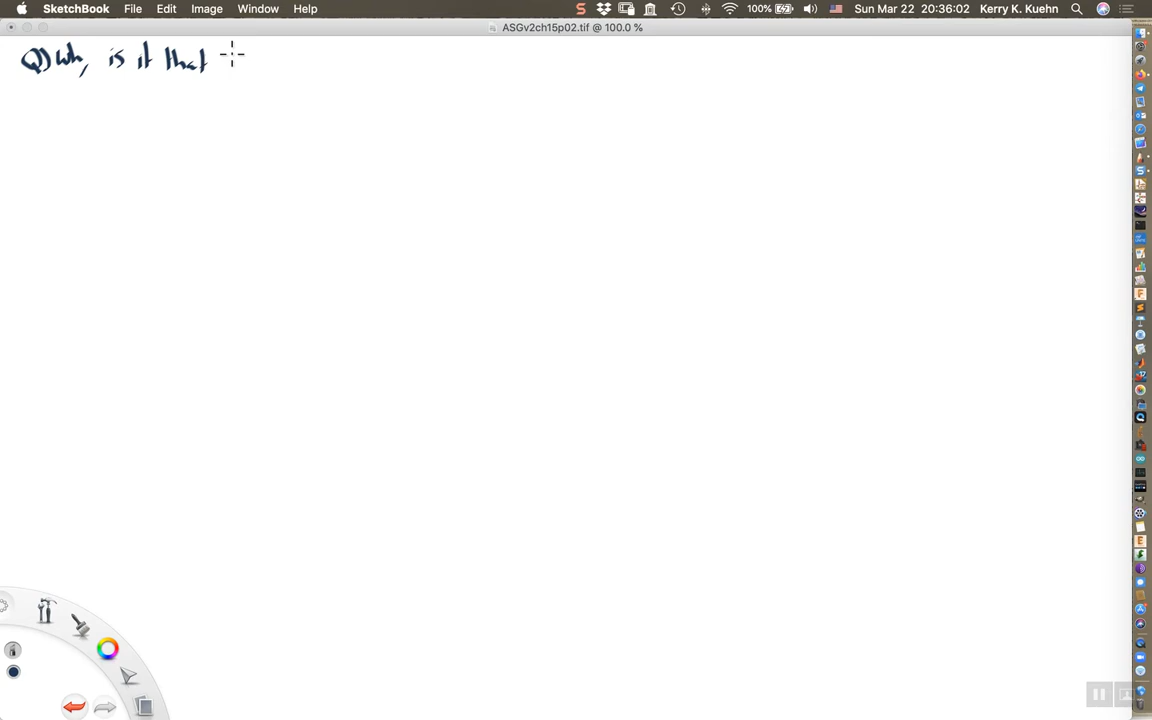 SketchBook File Edit Image Window Help 100% Sun Mar 22 20:36:02 Kerry K. Kuehn
ASGv2ch15p02.tif @ 100.0 %
Q) Why is it that